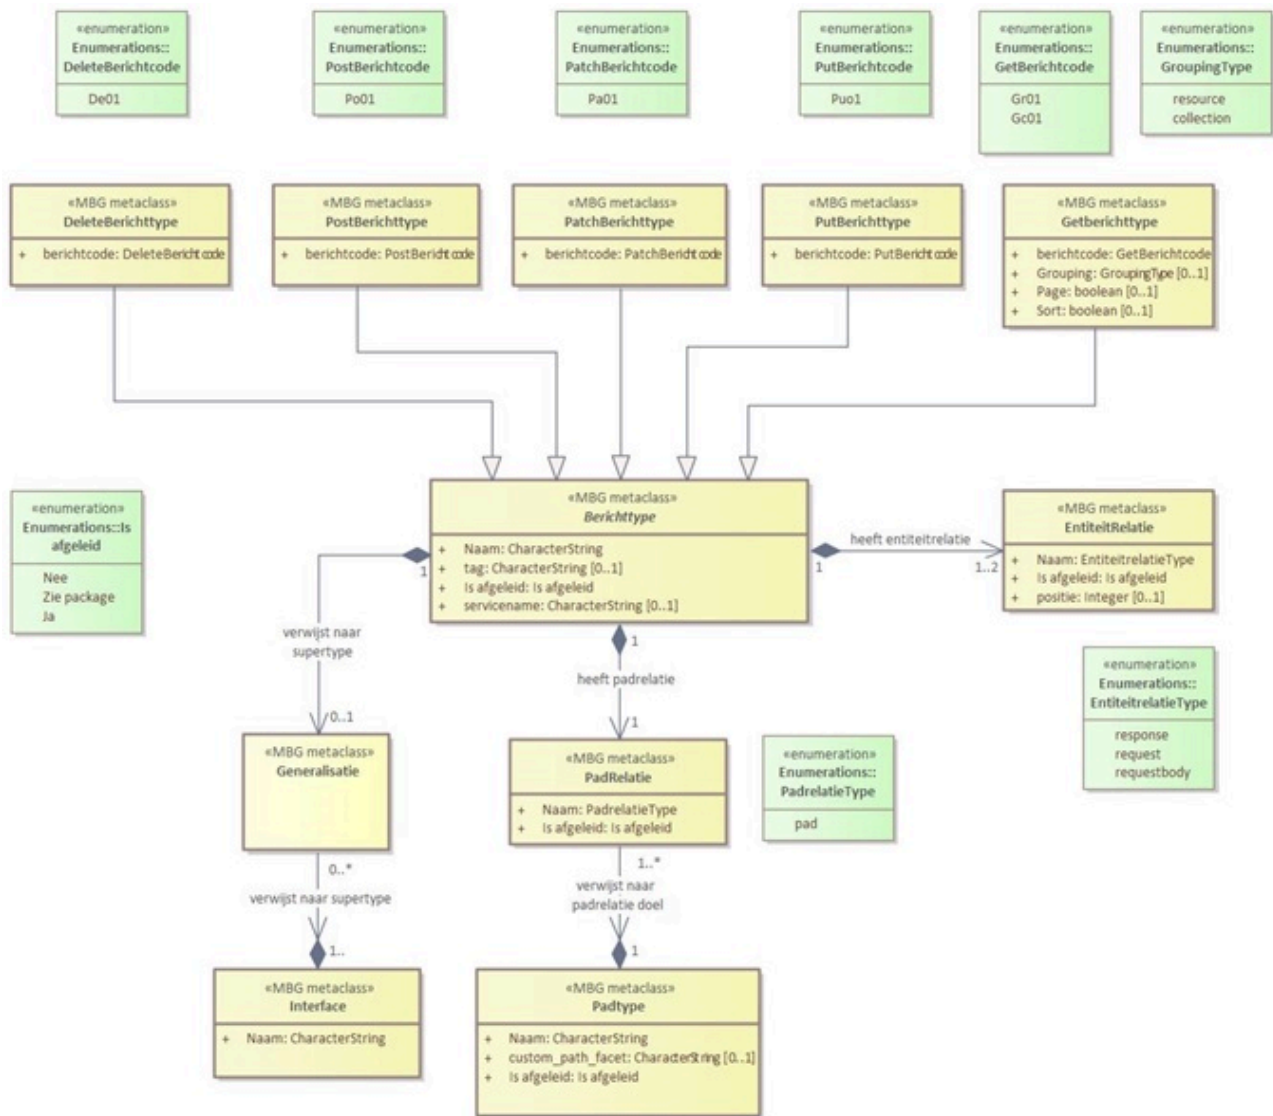 «enumeration»
Enumerations::
DeleteBerichtcode
De01
«enumeration»
Enumerations::
PostBerichtcode
Po01
«enumeration»
Enumerations::
PatchBerichtcode
Pa01
«enumeration»
Enumerations::
PutBerichtcode
Puo1
«enumeration»
Enumerations::
GetBerichtcode
Gr01
Gc01
«enumeration»
Enumerations::
GroupingType
resource
collection
«MBG metaclass»
DeleteBerichttype
+ berichtcode: DeleteBerichtcode
«MBG metaclass»
PostBerichttype
+ berichtcode: PostBerichtcode
«MBG metaclass»
PatchBerichttype
+ berichtcode: PatchBerichtcode
«MBG metaclass»
PutBerichttype
+ berichtcode: PutBerichtcode
«MBG metaclass»
Getberichttype
+ berichtcode: GetBerichtcode
+ Grouping: GroupingType [0..1]
+ Page: boolean [0..1]
+ Sort: boolean [0..1]
«enumeration»
Enumerations::Is
afgeleid
Nee
Zie package
Ja
«MBG metaclass»
Berichttype
+ Naam: CharacterString
+ tag: CharacterString [0..1]
+ Is afgeleid: Is afgeleid
+ servicename: CharacterString [0..1]
1
1
1
heeft entiteitrelatie
1..2
«MBG metaclass»
EntiteitRelatie
+ Naam: EntiteitrelatieType
+ Is afgeleid: Is afgeleid
+ positie: Integer [0..1]
verwijst naar
supertype
0..1
heeft padrelatie
1
«enumeration»
Enumerations::
EntiteitrelatieType
response
request
requestbody
«MBG metaclass»
Generalisatie
«MBG metaclass»
PadRelatie
+ Naam: PadrelatieType
+ Is afgeleid: Is afgeleid
«enumeration»
Enumerations::
PadrelatieType
pad
0..*
verwijst naar supertype
1..
1..*
verwijst naar
padrelatie doel
1
«MBG metaclass»
Interface
+ Naam: CharacterString
«MBG metaclass»
Padtype
+ Naam: CharacterString
+ custom_path_facet: CharacterString [0..1]
+ Is afgeleid: Is afgeleid